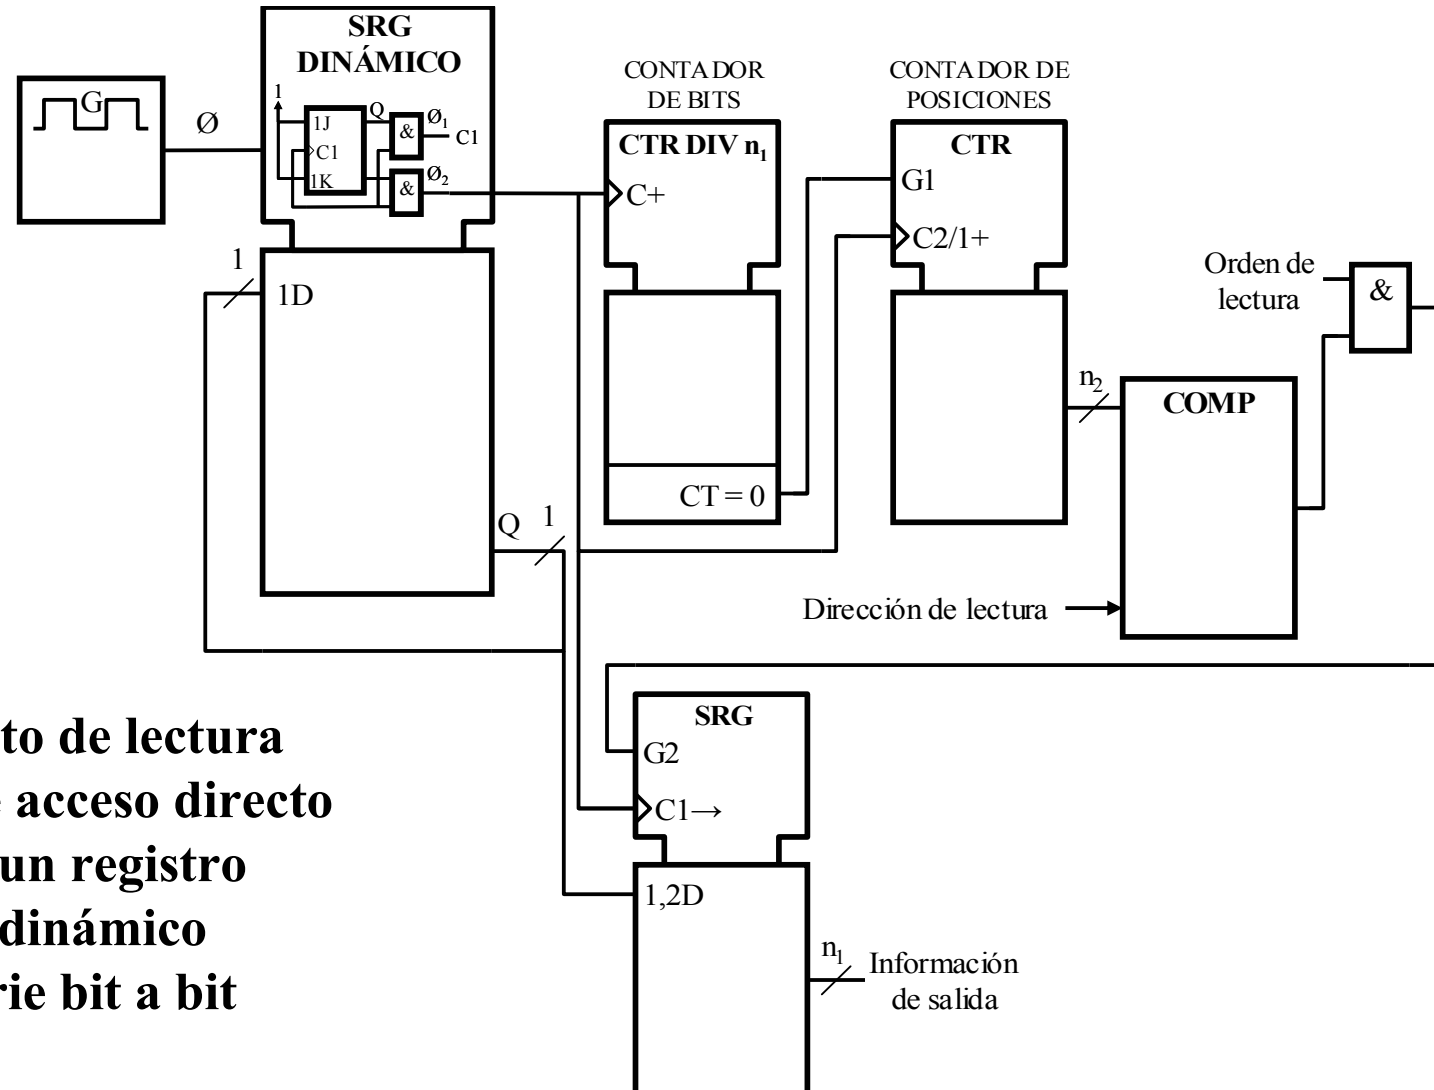 SRG
DINÁMICO
G
Ø
1
1J
C1
1K
Q
&
Ø1
C1
&
Ø2
1
1D
Q
1
CONTADOR
DE BITS
CTR DIV n1
C+
CT = 0
CONTADOR DE
POSICIONES
CTR
G1
C2/1+
n2
Orden de
lectura
&
COMP
Dirección de lectura
SRG
G2
C1→
1,2D
n1
Información
de salida
to de lectura
e acceso directo
un registro
dinámico
rie bit a bit